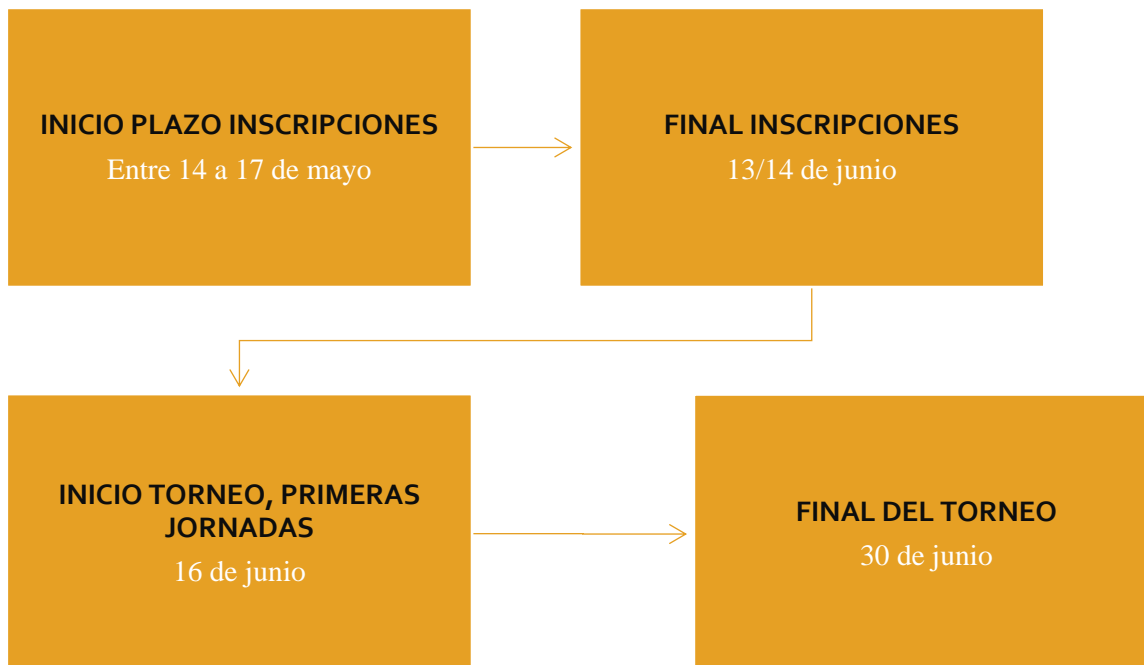 INICIO PLAZO INSCRIPCIONES
Entre 14 a 17 de mayo
FINAL INSCRIPCIONES
13/14 de junio
INICIO TORNEO, PRIMERAS
JORNADAS
16 de junio
FINAL DEL TORNEO
30 de junio